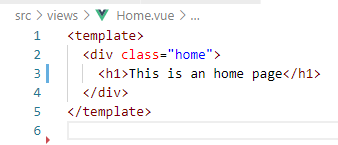 src > views > Home.vue > ...
1 <template>
2   <div class="home">
3     <h1>This is an home page</h1>
4   </div>
5 </template>
6